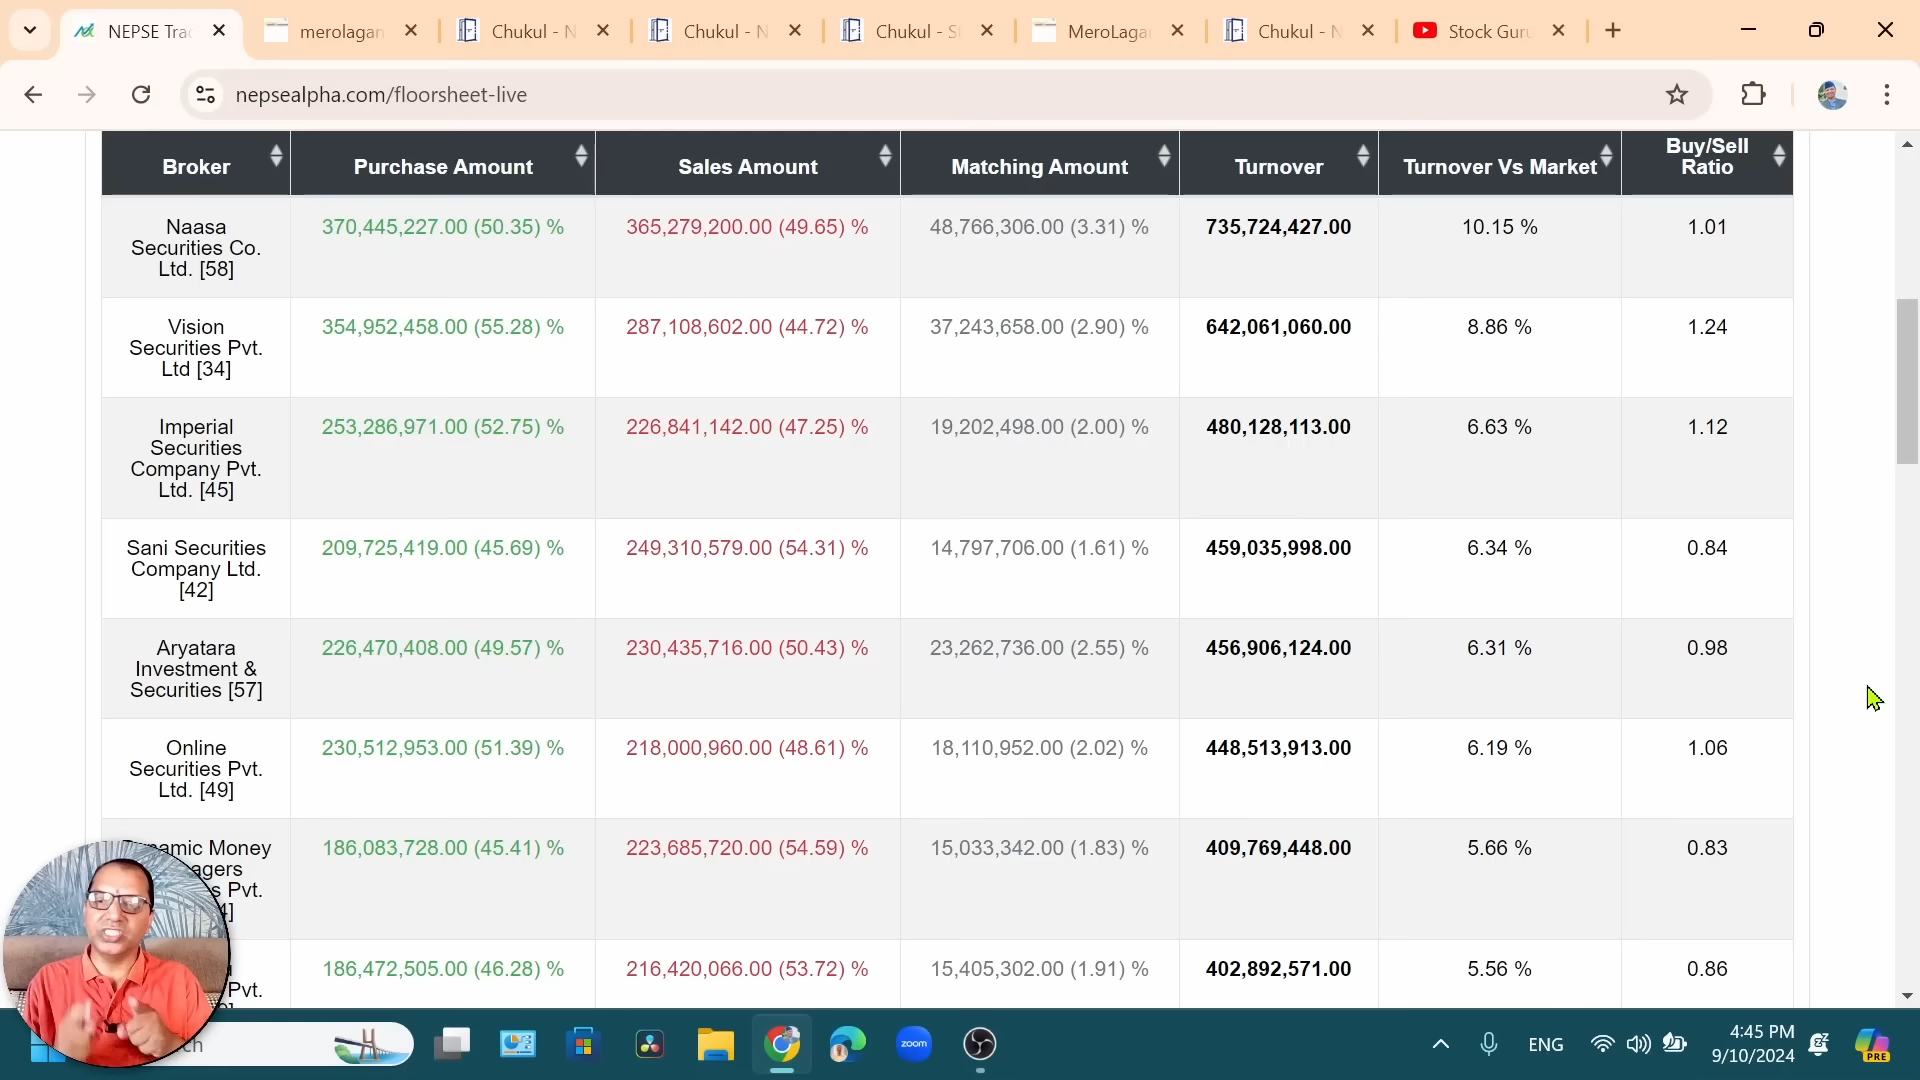 NEPSE Trac
merolagan
Chukul - N
Chukul - N
Chukul - S
MeroLaga
Chukul - N
Stock Guru
nepsealpha.com/floorsheet-live
Broker Purchase Amount Sales Amount Matching Amount Turnover Turnover Vs Market Buy/Sell Ratio
Naasa Securities Co. Ltd. [58] 370,445,227.00 (50.35) % 365,279,200.00 (49.65) % 48,766,306.00 (3.31) % 735,724,427.00 10.15 % 1.01
Vision Securities Pvt. Ltd [34] 354,952,458.00 (55.28) % 287,108,602.00 (44.72) % 37,243,658.00 (2.90) % 642,061,060.00 8.86 % 1.24
Imperial Securities Company Pvt. Ltd. [45] 253,286,971.00 (52.75) % 226,841,142.00 (47.25) % 19,202,498.00 (2.00) % 480,128,113.00 6.63 % 1.12
Sani Securities Company Ltd. [42] 209,725,419.00 (45.69) % 249,310,579.00 (54.31) % 14,797,706.00 (1.61) % 459,035,998.00 6.34 % 0.84
Aryatara Investment & Securities [57] 226,470,408.00 (49.57) % 230,435,716.00 (50.43) % 23,262,736.00 (2.55) % 456,906,124.00 6.31 % 0.98
Online Securities Pvt. Ltd. [49] 230,512,953.00 (51.39) % 218,000,960.00 (48.61) % 18,110,952.00 (2.02) % 448,513,913.00 6.19 % 1.06
Money Pvt. 186,083,728.00 (45.41) % 223,685,720.00 (54.59) % 15,033,342.00 (1.83) % 409,769,448.00 5.66 % 0.83
Pvt. 186,472,505.00 (46.28) % 216,420,066.00 (53.72) % 15,405,302.00 (1.91) % 402,892,571.00 5.56 % 0.86
zoom
ENG
4:45 PM
9/10/2024
PRE